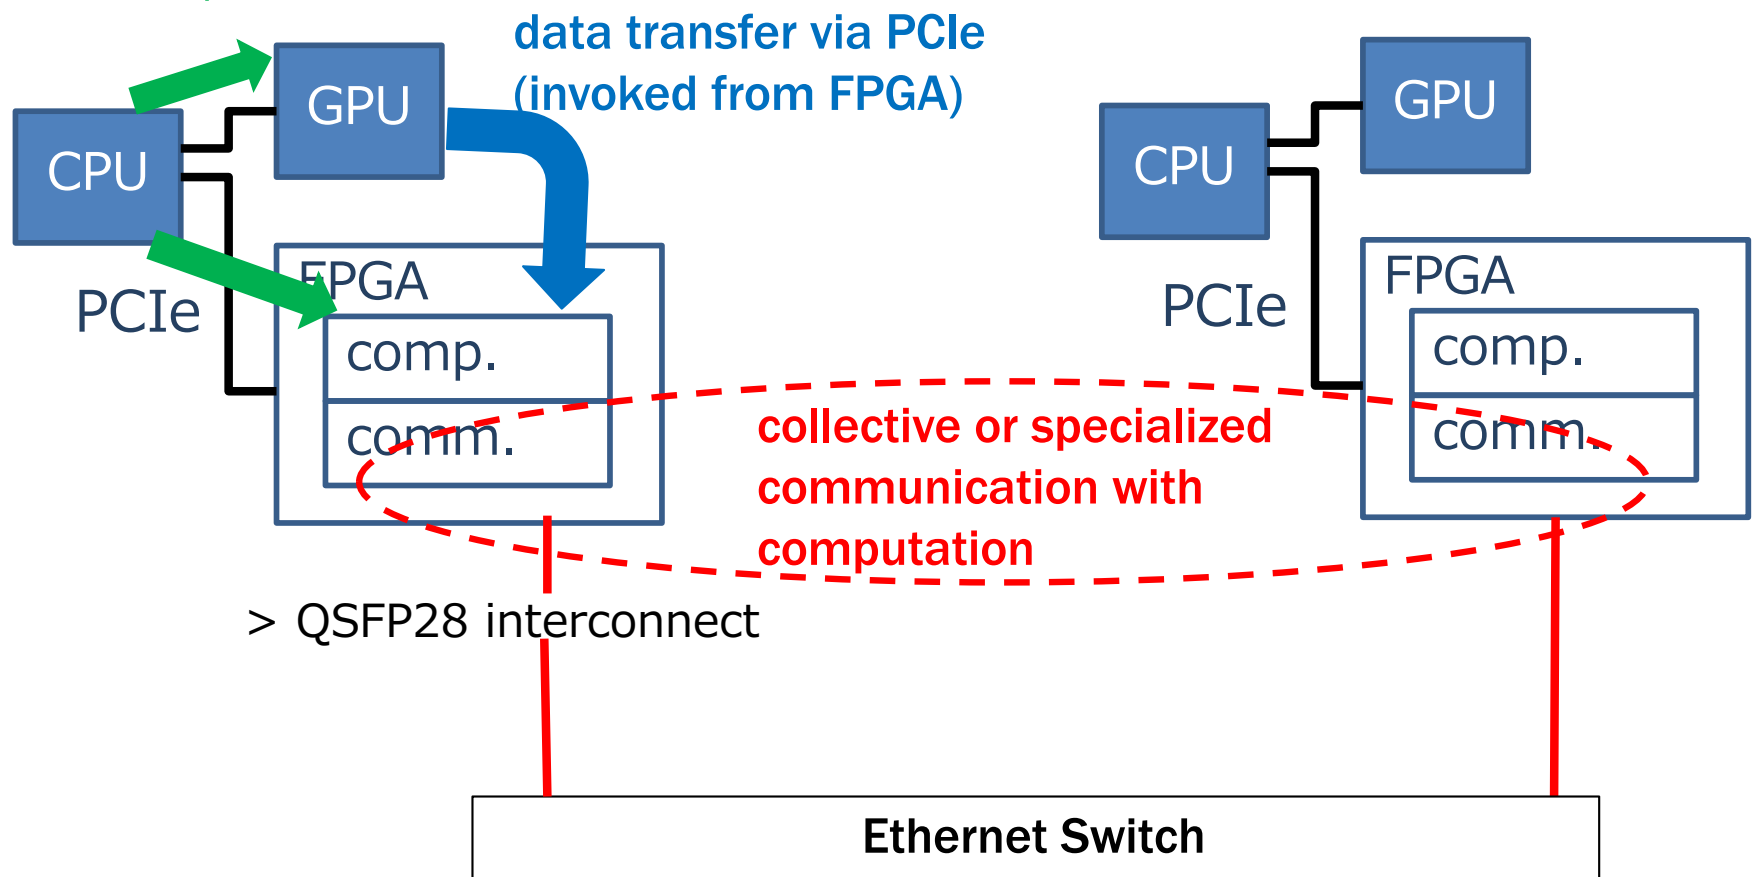 data transfer via PCIe
(invoked from FPGA)
GPU
CPU
FPGA
PCIe
comp.
comm.
GPU
CPU
FPGA
PCIe
comp.
comm.
collective or specialized
communication with
computation
> QSFP28 interconnect
Ethernet Switch